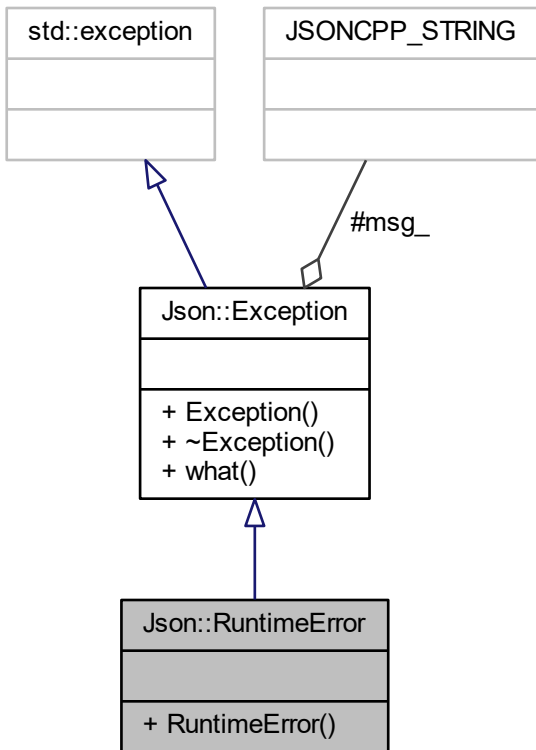 std::exception
JSONCPP_STRING
#msg_
Json::Exception
+ Exception()
+ ~Exception()
+ what()
Json::RuntimeError
+ RuntimeError()